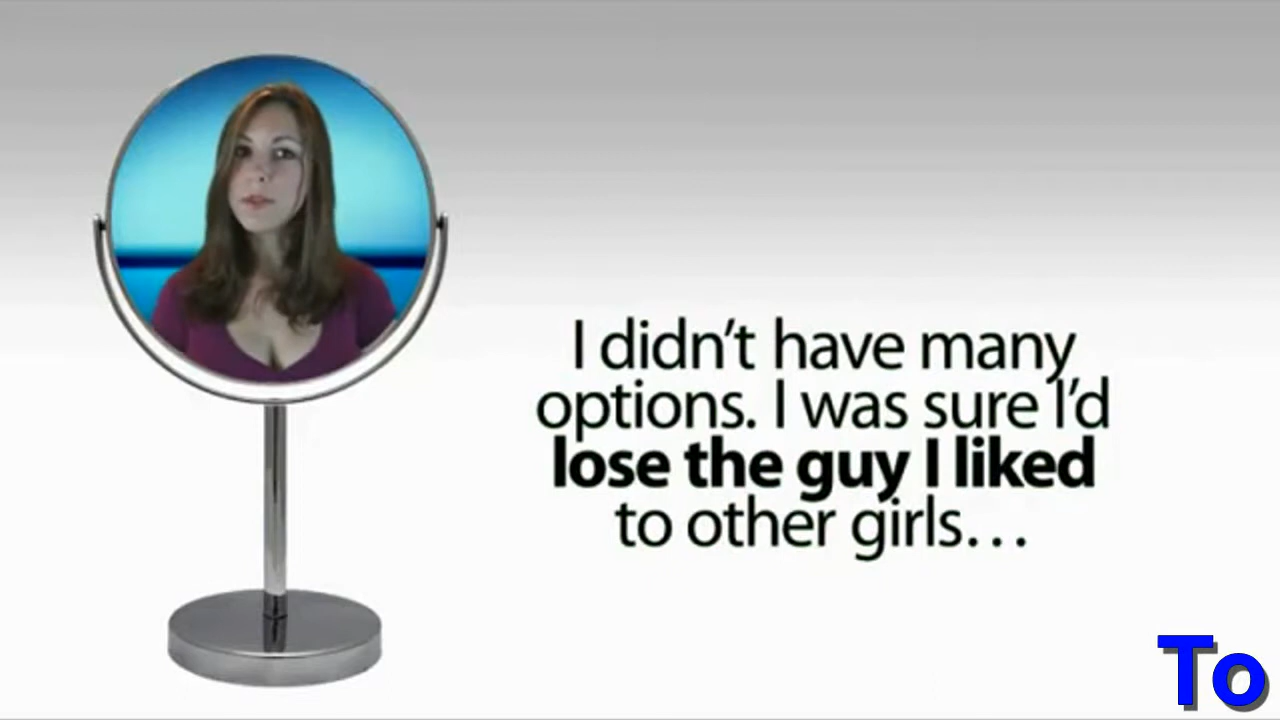 I didn’t have many
options. I was sure I’d
lose the guy I liked
to other girls…
To